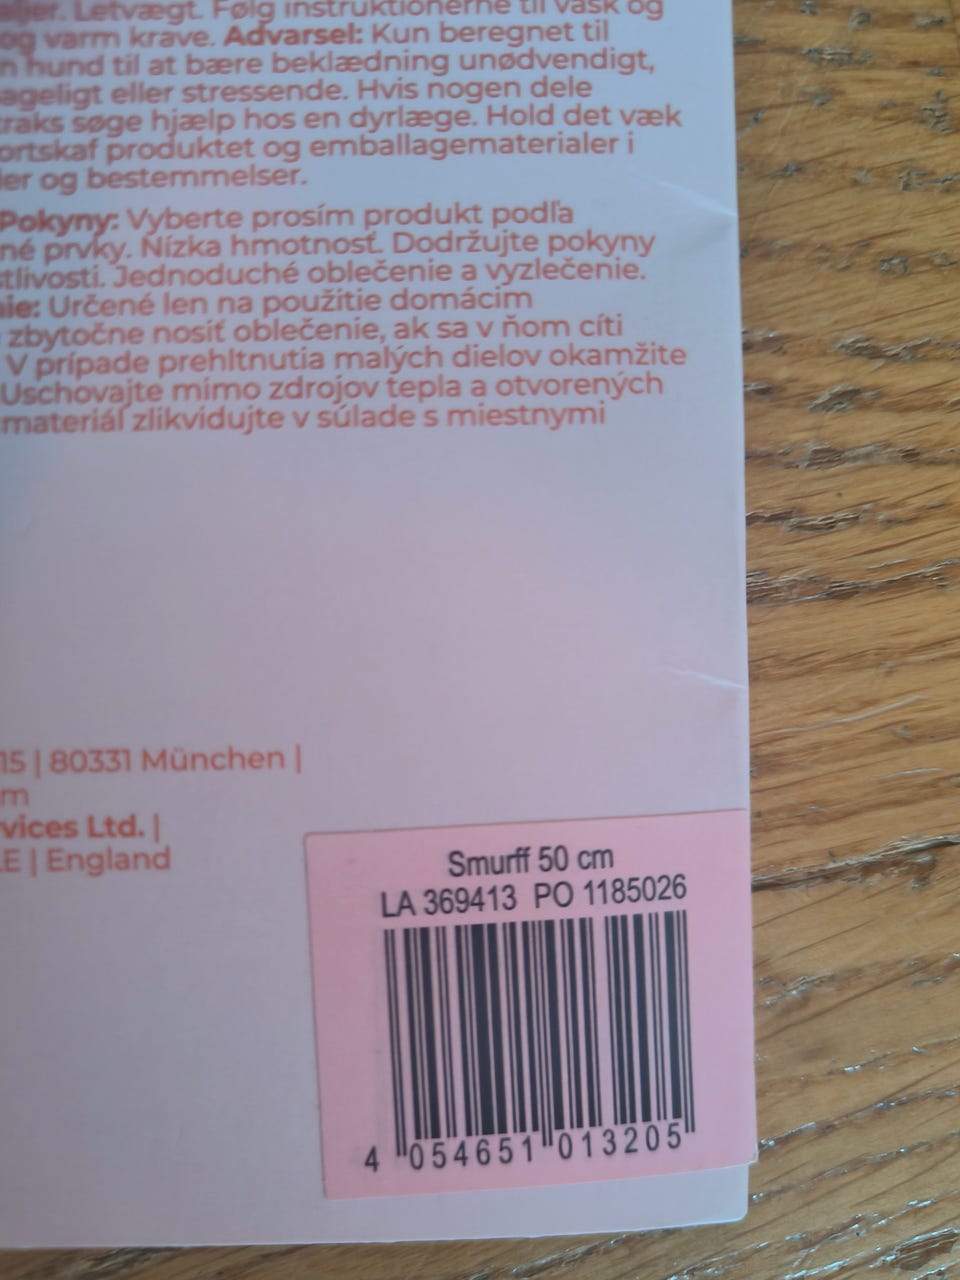 Letvægt. Følg instruktionerne til vask og
og varm krave. Advarsel: Kun beregnet til
hund til at bære beklædning unødvendigt,
ageligt eller stressende. Hvis nogen dele
traks søge hjælp hos en dyrlæge. Hold det væk
ortskaf produktet og emballagematerialer i
ier og bestemmelser.
Pokyny: Vyberte prosím produkt podľa
né prvky. Nízka hmotnosť. Dodržujte pokyny
stlivosti. Jednoduché oblečenie a vyzlečenie.
nie: Určené len na použitie domácim
zbytočne nosiť oblečenie, ak sa v ňom cíti
V prípade prehltnutia malých dielov okamžite
Uschovajte mimo zdrojov tepla a otvorených
materiál zlikvidujte v súlade s miestnymi
15 | 80331 München |
m
vices Ltd. |
LE | England
Smurff 50 cm
LA 369413 PO 1185026
4 054651 013205